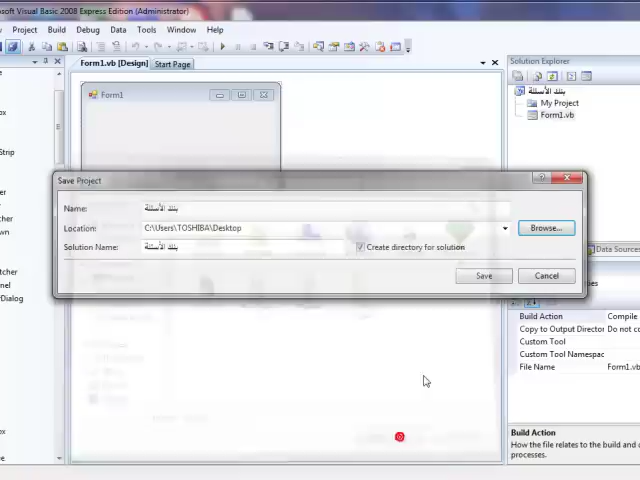 osoft Visual Basic 2008 Express Edition (Administrator)
Project Build Debug Data Tools Window Help
Form1.vb [Design] Start Page
Solution Explorer
بنك الأسئلة
My Project
Form1.vb
Form1
Strip
Save Project
Name: بنك الأسئلة
Location: C:\Users\TOSHIBA\Desktop Browse...
Solution Name: بنك الأسئلة Create directory for solution
Data Sources
Save Cancel
Dialog
Build Action Compile
Copy to Output Director Do not co
Custom Tool
Custom Tool Namespac
File Name Form1.vb
Build Action
How the file relates to the build and
processes.